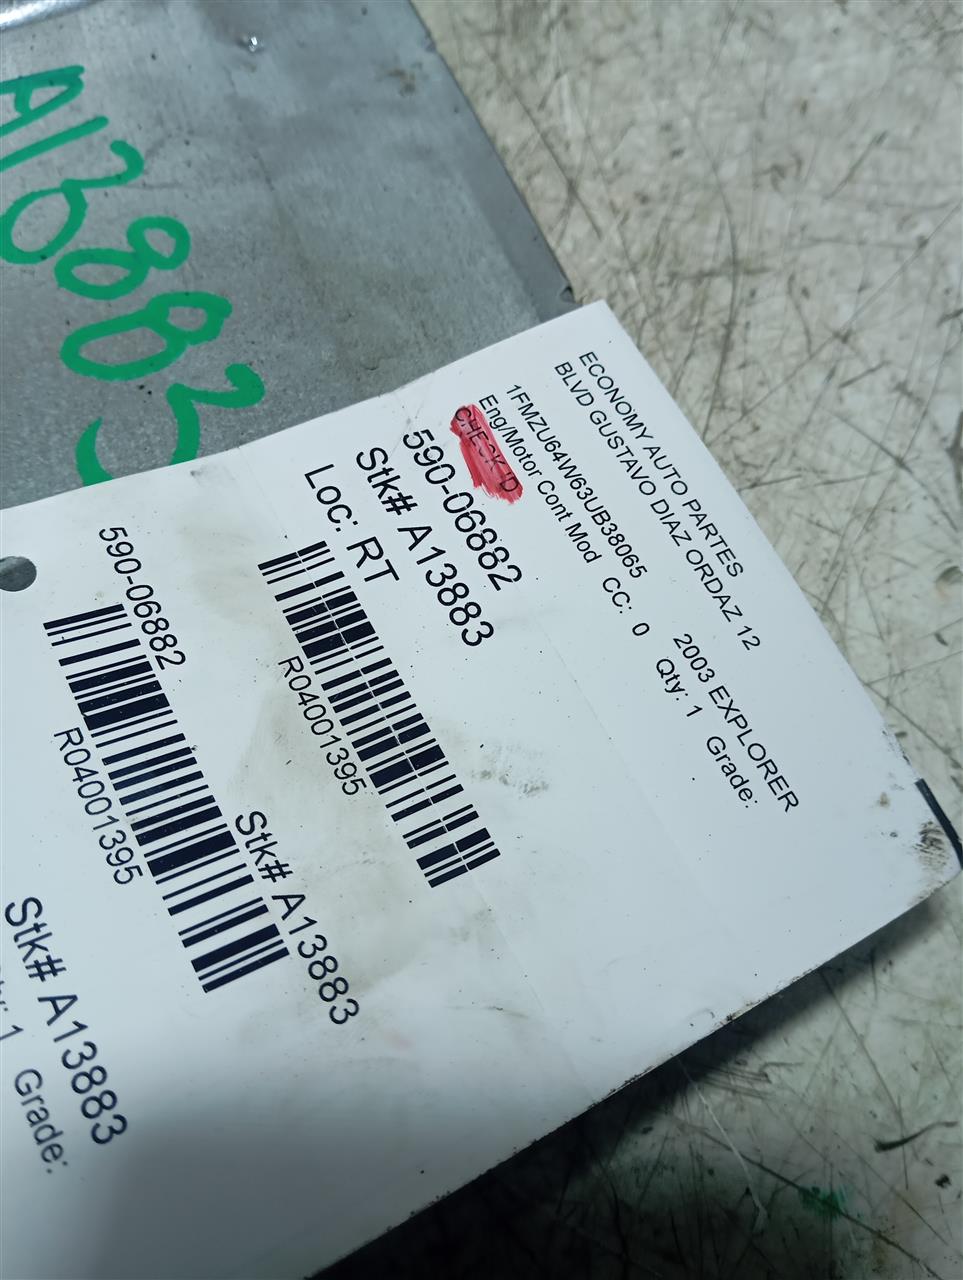 A13883
ECONOMY AUTO PARTES
BLVD GUSTAVO DIAZ ORDAZ 12
1FMZU64W63UB38065 2003 EXPLORER
Eng/Motor Cont Mod CC: 0 Qty: 1 Grade:
CHECK ID
590-06882
Stk# A13883
Loc: RT
R04001395
590-06882
Stk# A13883
R04001395
Stk# A13883
1 Grade: